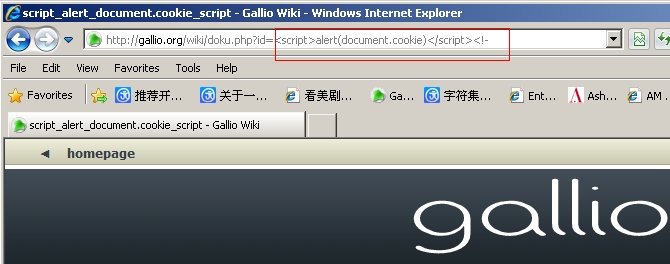 script_alert_document.cookie_script - Gallio Wiki - Windows Internet Explorer
http://gallio.org/wiki/doku.php?id=<script>alert(document.cookie)</script><!-
File Edit View Favorites Tools Help
Favorites 推荐开... 关于一... 看美剧... Ga... 字符集... Ent... Ash... AM .
script_alert_document.cookie_script - Gallio Wiki
◄ homepage
gallio